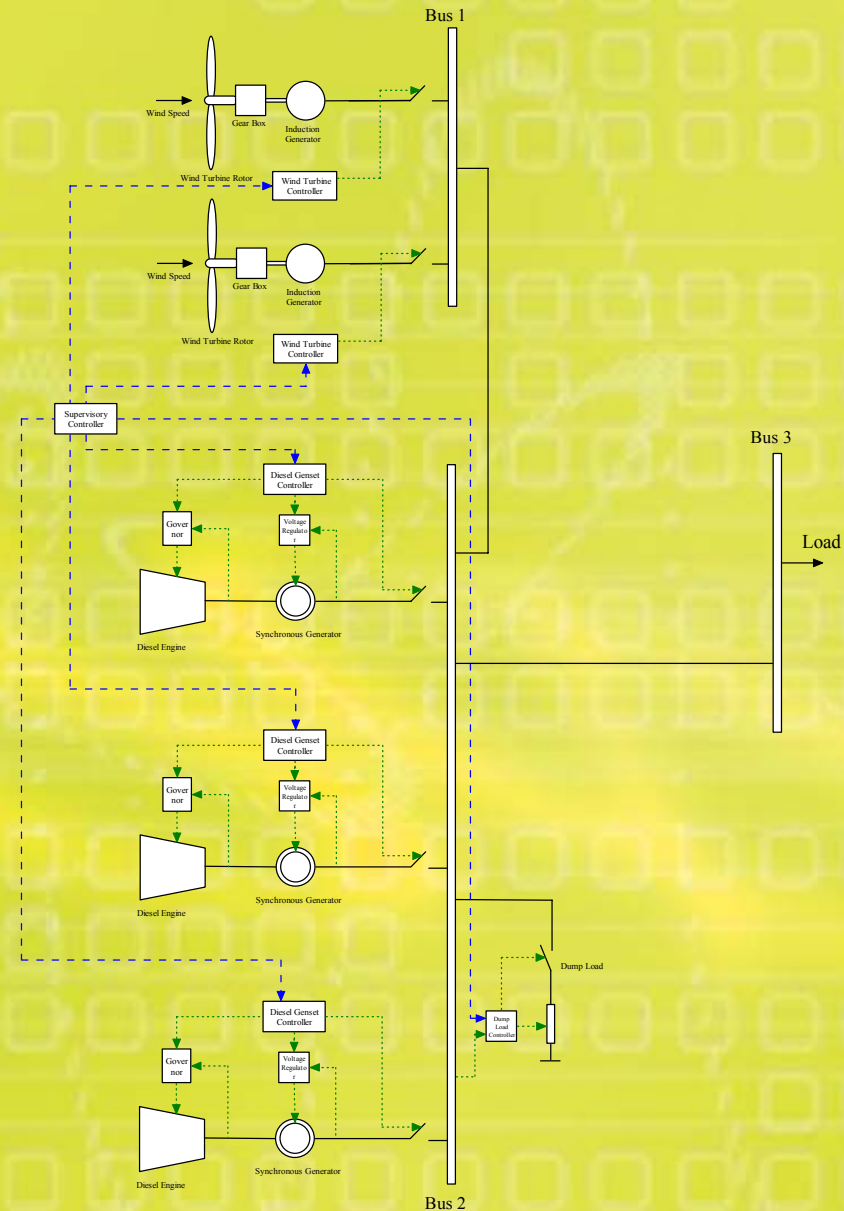 Bus 1
Wind Speed
Gear Box
Induction
Generator
Wind Turbine Rotor
Wind Turbine
Controller
Wind Speed
Gear Box
Induction
Generator
Wind Turbine Rotor
Wind Turbine
Controller
Supervisory
Controller
Bus 3
Load
Diesel Genset
Controller
Gover
nor
Voltage
Regulato
r
Synchronous Generator
Diesel Engine
Diesel Genset
Controller
Gover
nor
Voltage
Regulato
r
Synchronous Generator
Diesel Engine
Dump Load
Dump
Load
Controller
Diesel Genset
Controller
Gover
nor
Voltage
Regulato
r
Synchronous Generator
Diesel Engine
Bus 2